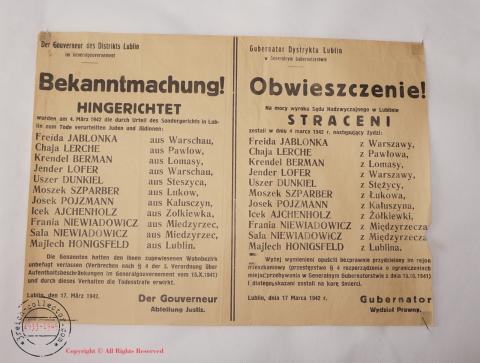 Der Gouverneur des Distrikts Lublin
im Generalgouvernement
Bekanntmachung!
HINGERICHTET
wurden am 4. März 1942 die durch Urteil des Sondergerichts in Lub-
lin zum Tode verurteilten Juden und Jüdinnen:
Freida JABLONKA aus Warschau,
Chaja LERCHE aus Pawlow,
Krendel BERMAN aus Lomasy,
Jender LOFER aus Warschau,
Uszer DUNKIEL aus Steszyca,
Moszek SZPARBER aus Lukow,
Josek POJZMANN aus Kalusczyn,
Icek AJCHENHOLZ aus Zolkiewka,
Frania NIEWIADOWICZ aus Miedzyrzec,
Sala NIEWIADOWICZ aus Miedzyrzec,
Majlech HONIGSFELD aus Lublin.
Die Genannten hatten den ihnen zugewiesenen Wohnbezirk
unbefugt verlassen (Verbrechen nach § 4 der 3. Verordnung über
Aufenthaltsbeschränkungen im Generalgouvernement vom 15.X.1941)
und durch dieses Verhalten die Todesstrafe erwirkt.
Lublin, den 17. März 1942.
Der Gouverneur
Abteilung Justiz.
Gubernator Dystryktu Lublin
w Generalnym Gubernatorstwie
Obwieszczenie!
Na mocy wyroku Sądu Nadzwyczajnego w Lublinie
STRACENI
zostali w dniu 4 marca 1942 r. następujący żydzi:
Freida JABLONKA z Warszawy,
Chaja LERCHE z Pawłowa,
Krendel BERMAN z Łomasy,
Jender LOFER z Warszawy,
Uszer DUNKIEL z Stężycy,
Moszek SZPARBER z Łukowa,
Josek POJZMANN z Kałuszyna,
Icek AJCHENHOLZ z Żółkiewki,
Frania NIEWIADOWICZ z Międzyrzecza
Sala NIEWIADOWICZ z Międzyrzecza
Majlech HONIGSFELD z Lublina.
Wyżej wymienieni opuścili bezprawnie przydzielony im rejon
mieszkaniowy (przestępstwo § 4 rozporządzenia o ograniczeniach
miejsca przebywania w Generalnym Gubernatorstwie z dnia 15.10.1941)
i dlatego skazani zostali na karę śmierci.
Lublin, dnia 17 Marca 1942 r.
Gubernator
Wydział Prawny.
1933-1945
Copyright © All Rights Reserved